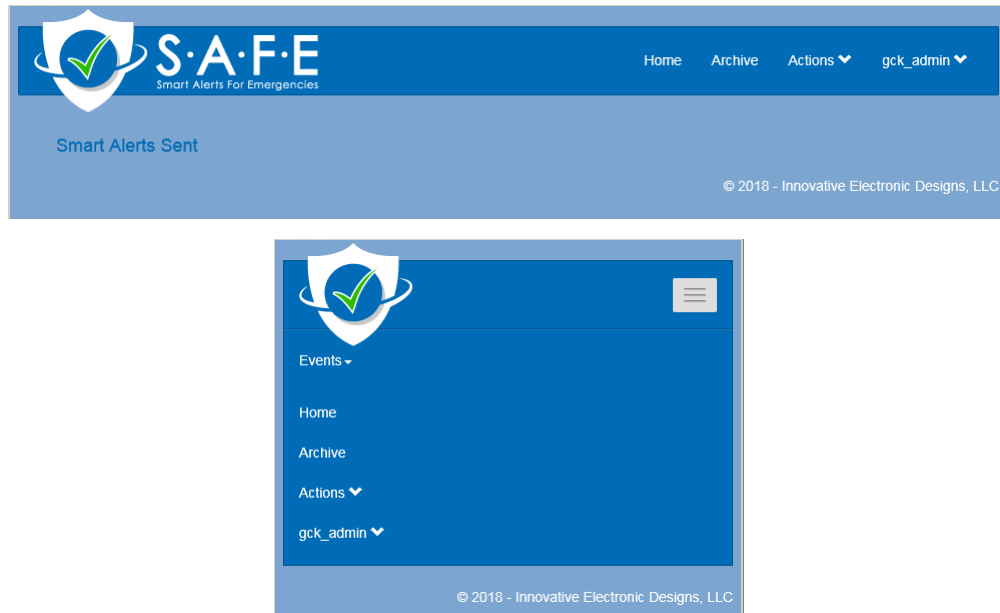 S·A·F·E
Smart Alerts For Emergencies
Home Archive Actions gck_admin
Smart Alerts Sent
© 2018 - Innovative Electronic Designs, LLC
Events
Home
Archive
Actions
gck_admin
© 2018 - Innovative Electronic Designs, LLC